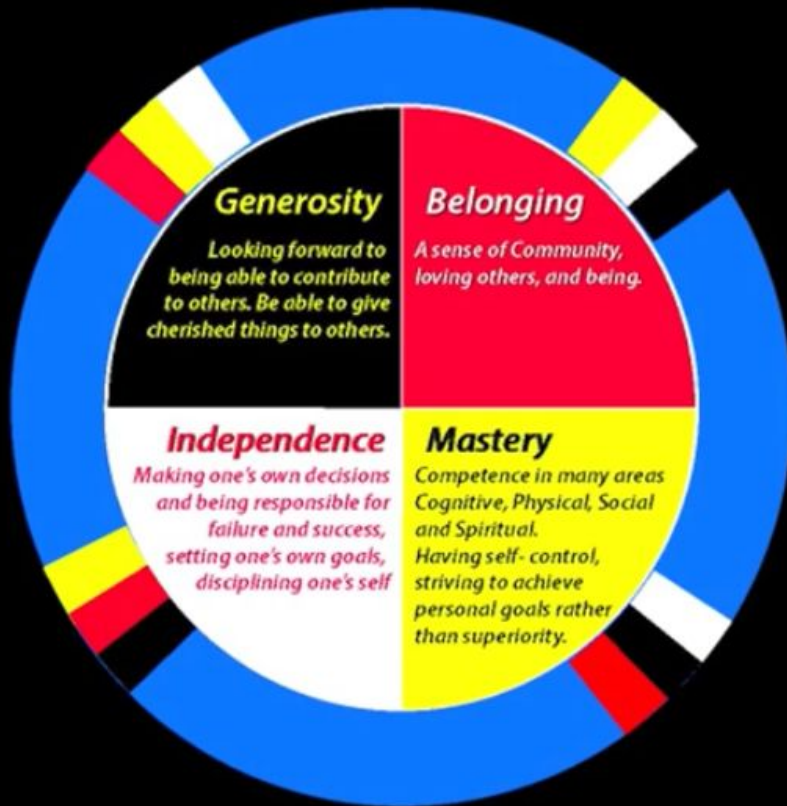 Generosity
Looking forward to
being able to contribute
to others. Be able to give
cherished things to others.
Belonging
A sense of Community,
loving others, and being.
Independence
Making one's own decisions
and being responsible for
failure and success,
setting one's own goals,
disciplining one's self
Mastery
Competence in many areas
Cognitive, Physical, Social
and Spiritual.
Having self- control,
striving to achieve
personal goals rather
than superiority.